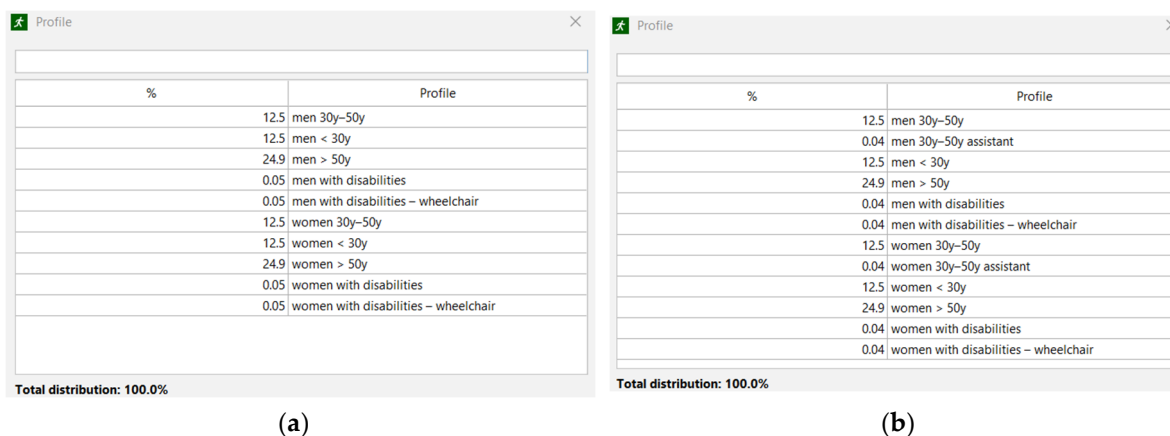 Profile
% Profile
12.5 men 30y–50y
12.5 men < 30y
24.9 men > 50y
0.05 men with disabilities
0.05 men with disabilities – wheelchair
12.5 women 30y–50y
12.5 women < 30y
24.9 women > 50y
0.05 women with disabilities
0.05 women with disabilities – wheelchair
Total distribution: 100.0%
(a)
Profile
% Profile
12.5 men 30y–50y
0.04 men 30y–50y assistant
12.5 men < 30y
24.9 men > 50y
0.04 men with disabilities
0.04 men with disabilities – wheelchair
12.5 women 30y–50y
0.04 women 30y–50y assistant
12.5 women < 30y
24.9 women > 50y
0.04 women with disabilities
0.04 women with disabilities – wheelchair
Total distribution: 100.0%
(b)